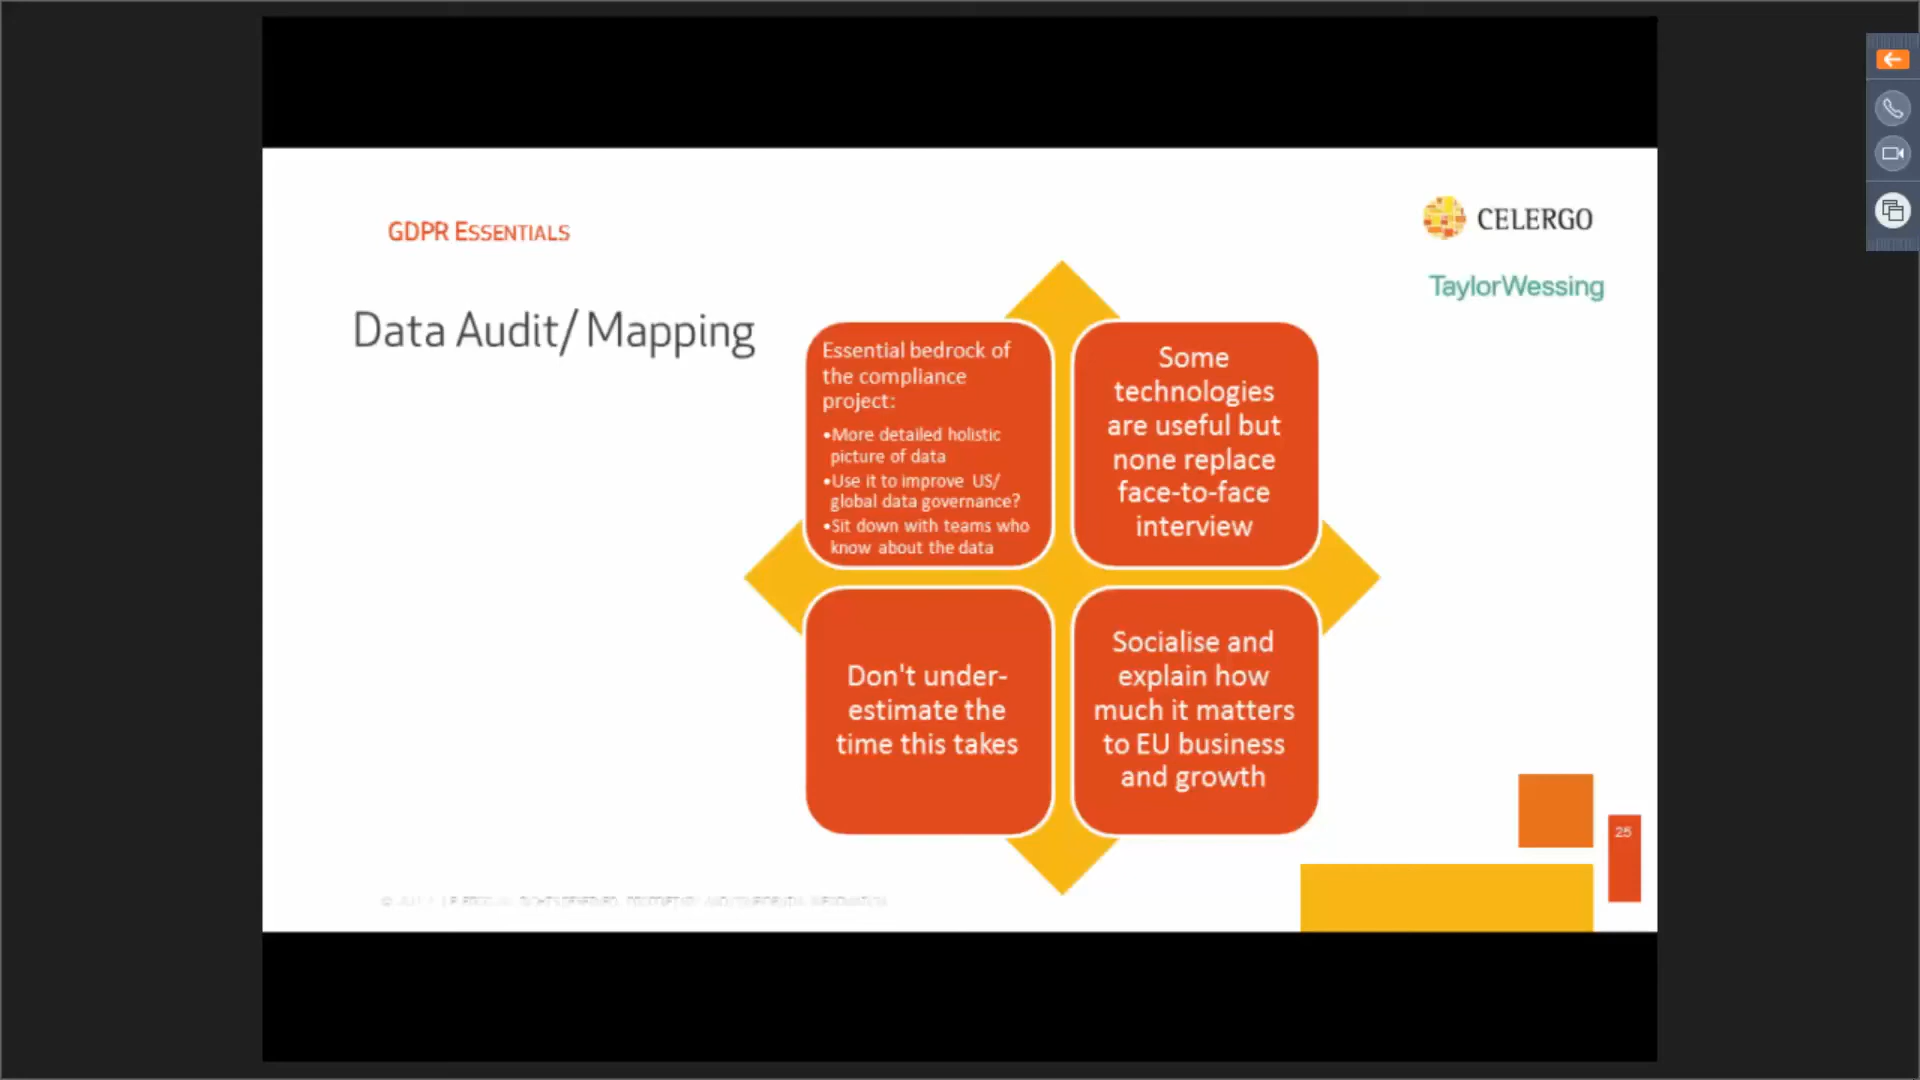 GDPR ESSENTIALS
CELERGO
TaylorWessing
Data Audit/ Mapping
Essential bedrock of
the compliance
project:
•More detailed holistic
picture of data
•Use it to improve US/
global data governance?
•Sit down with teams who
know about the data
Some
technologies
are useful but
none replace
face-to-face
interview
Don't under-
estimate the
time this takes
Socialise and
explain how
much it matters
to EU business
and growth
25